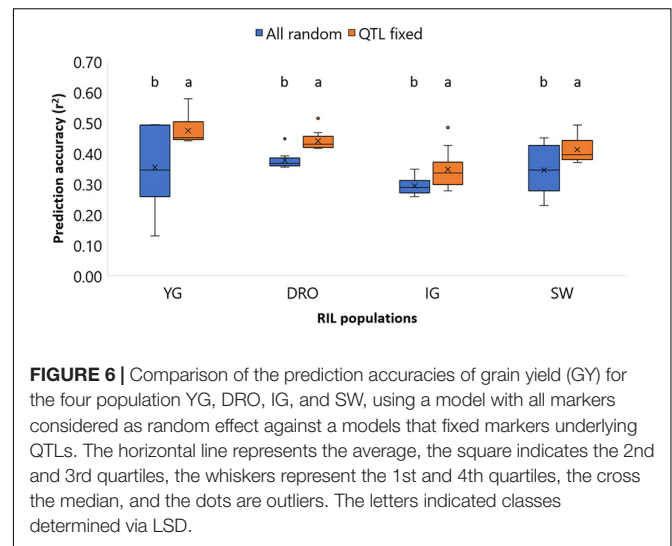 All random QTL fixed
0.70
0.60
0.50
0.40
0.30
0.20
0.10
0.00
Prediction accuracy (r²)
b a b a b a b a
YG DRO IG SW
RIL populations
FIGURE 6 | Comparison of the prediction accuracies of grain yield (GY) for
the four population YG, DRO, IG, and SW, using a model with all markers
considered as random effect against a models that fixed markers underlying
QTLs. The horizontal line represents the average, the square indicates the 2nd
and 3rd quartiles, the whiskers represent the 1st and 4th quartiles, the cross
the median, and the dots are outliers. The letters indicated classes
determined via LSD.